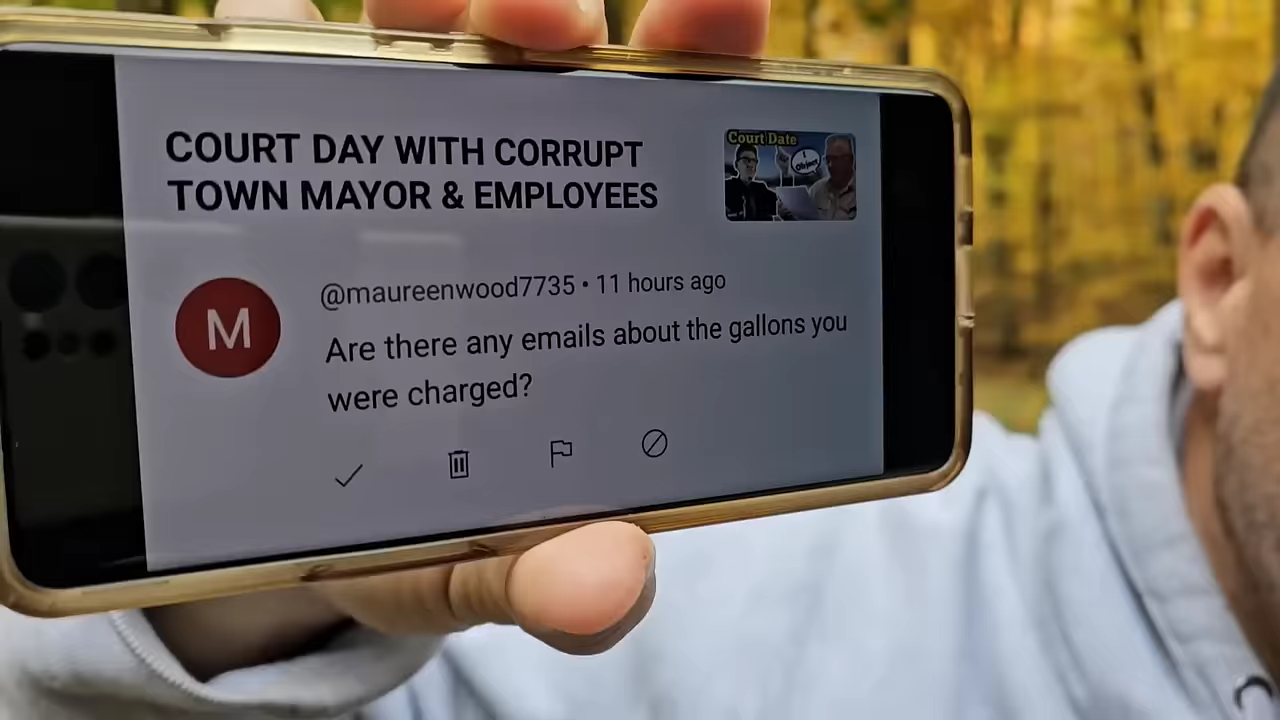 COURT DAY WITH CORRUPT
TOWN MAYOR & EMPLOYEES
Court Date
I
Object
M
@maureenwood7735 • 11 hours ago
Are there any emails about the gallons you
were charged?